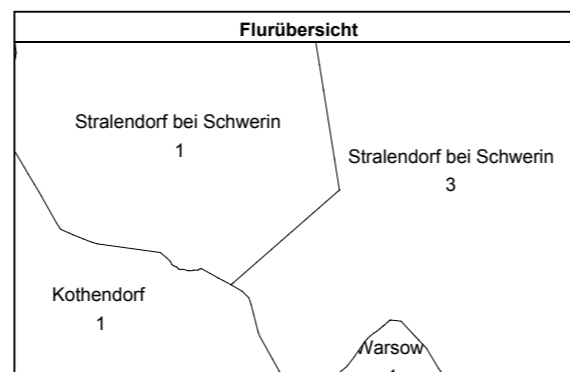 Flurübersicht
Stralendorf bei Schwerin
1
Stralendorf bei Schwerin
3
Kothendorf
1
Warsow